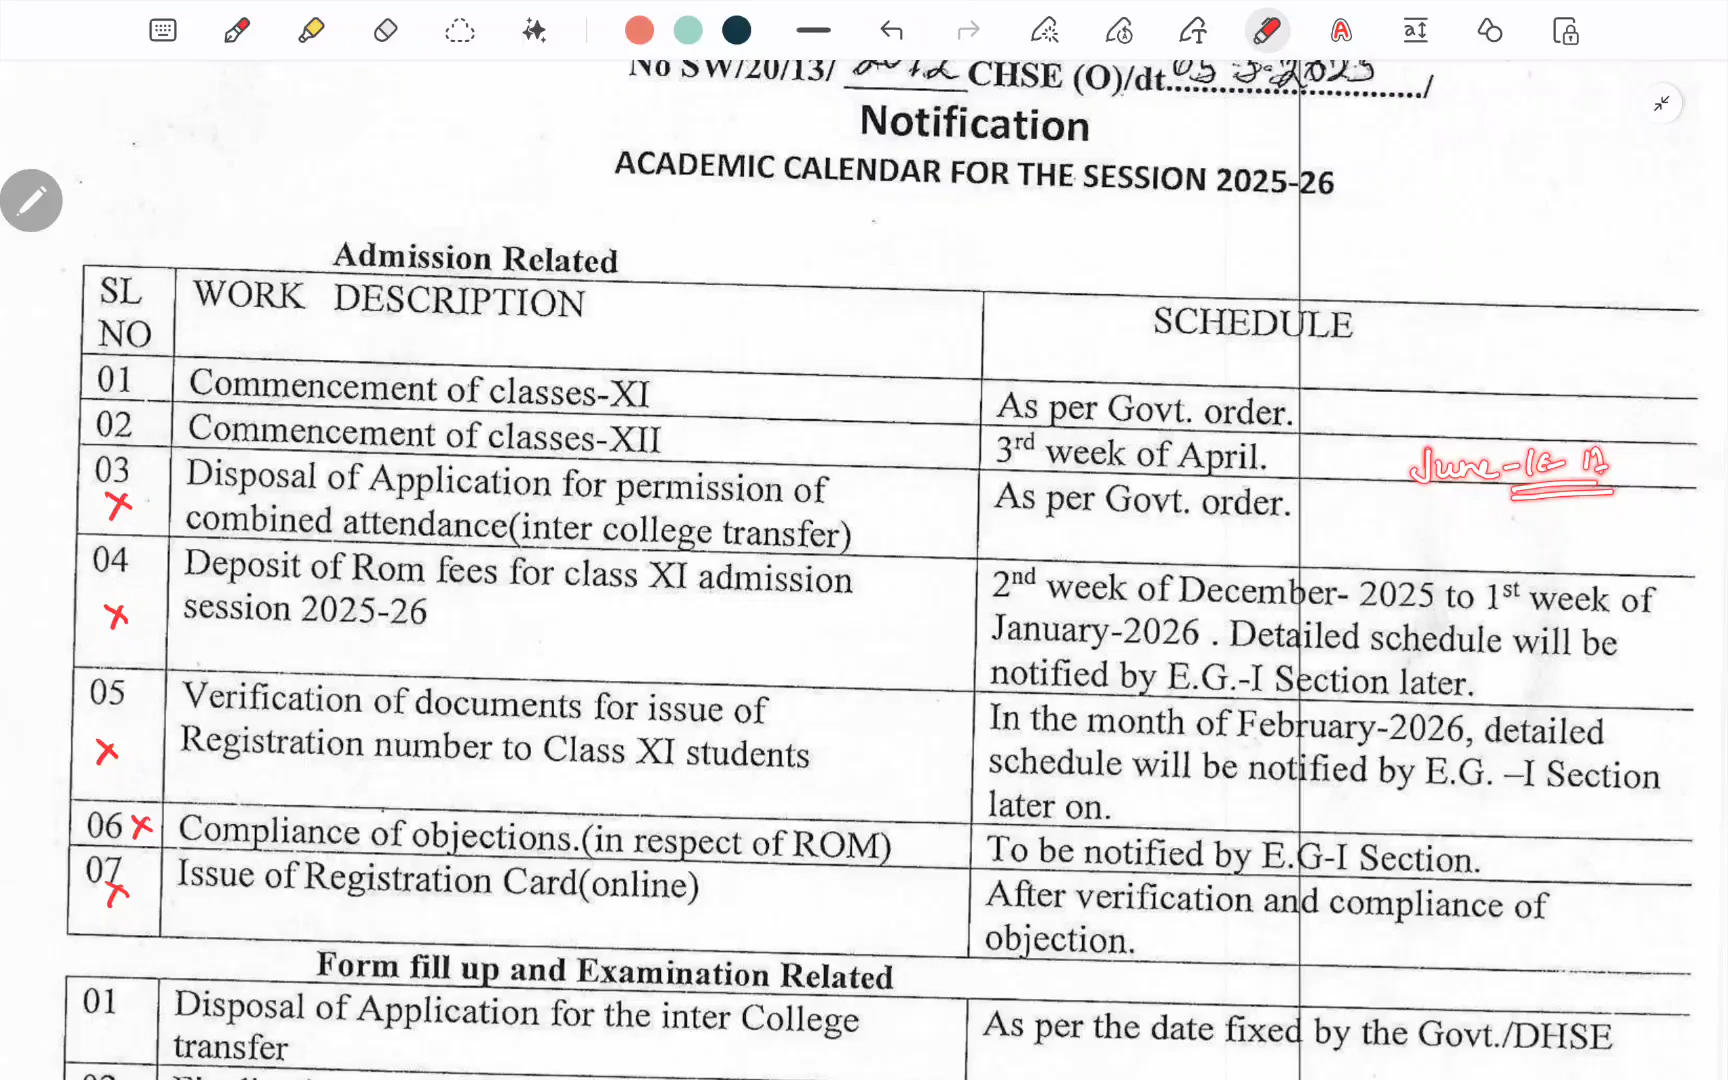 No SW/20/13/ 2012 CHSE (O)/dt.05-3-2025/
Notification
ACADEMIC CALENDAR FOR THE SESSION 2025-26
Admission Related
SL NO WORK DESCRIPTION SCHEDULE
01 Commencement of classes-XI As per Govt. order.
02 Commencement of classes-XII 3rd week of April.
June-16
03 Disposal of Application for permission of
combined attendance(inter college transfer) As per Govt. order.
04 Deposit of Rom fees for class XI admission
session 2025-26
2nd week of December- 2025 to 1st week of
January-2026 . Detailed schedule will be
notified by E.G.-I Section later.
05 Verification of documents for issue of
Registration number to Class XI students
In the month of February-2026, detailed
schedule will be notified by E.G. –I Section
later on.
06 Compliance of objections.(in respect of ROM) To be notified by E.G-I Section.
07 Issue of Registration Card(online) After verification and compliance of
objection.
Form fill up and Examination Related
01 Disposal of Application for the inter College
transfer
As per the date fixed by the Govt./DHSE